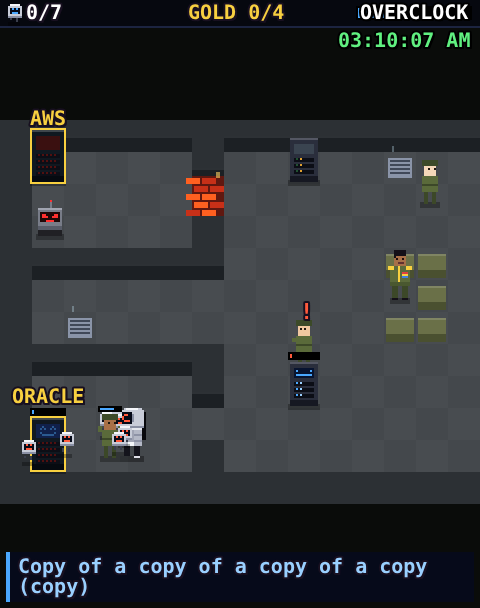 0/7 GOLD 0/4 OVERCLOCK
03:10:07 AM
AWS
!
ORACLE
Copy of a copy of a copy of a copy
(copy)